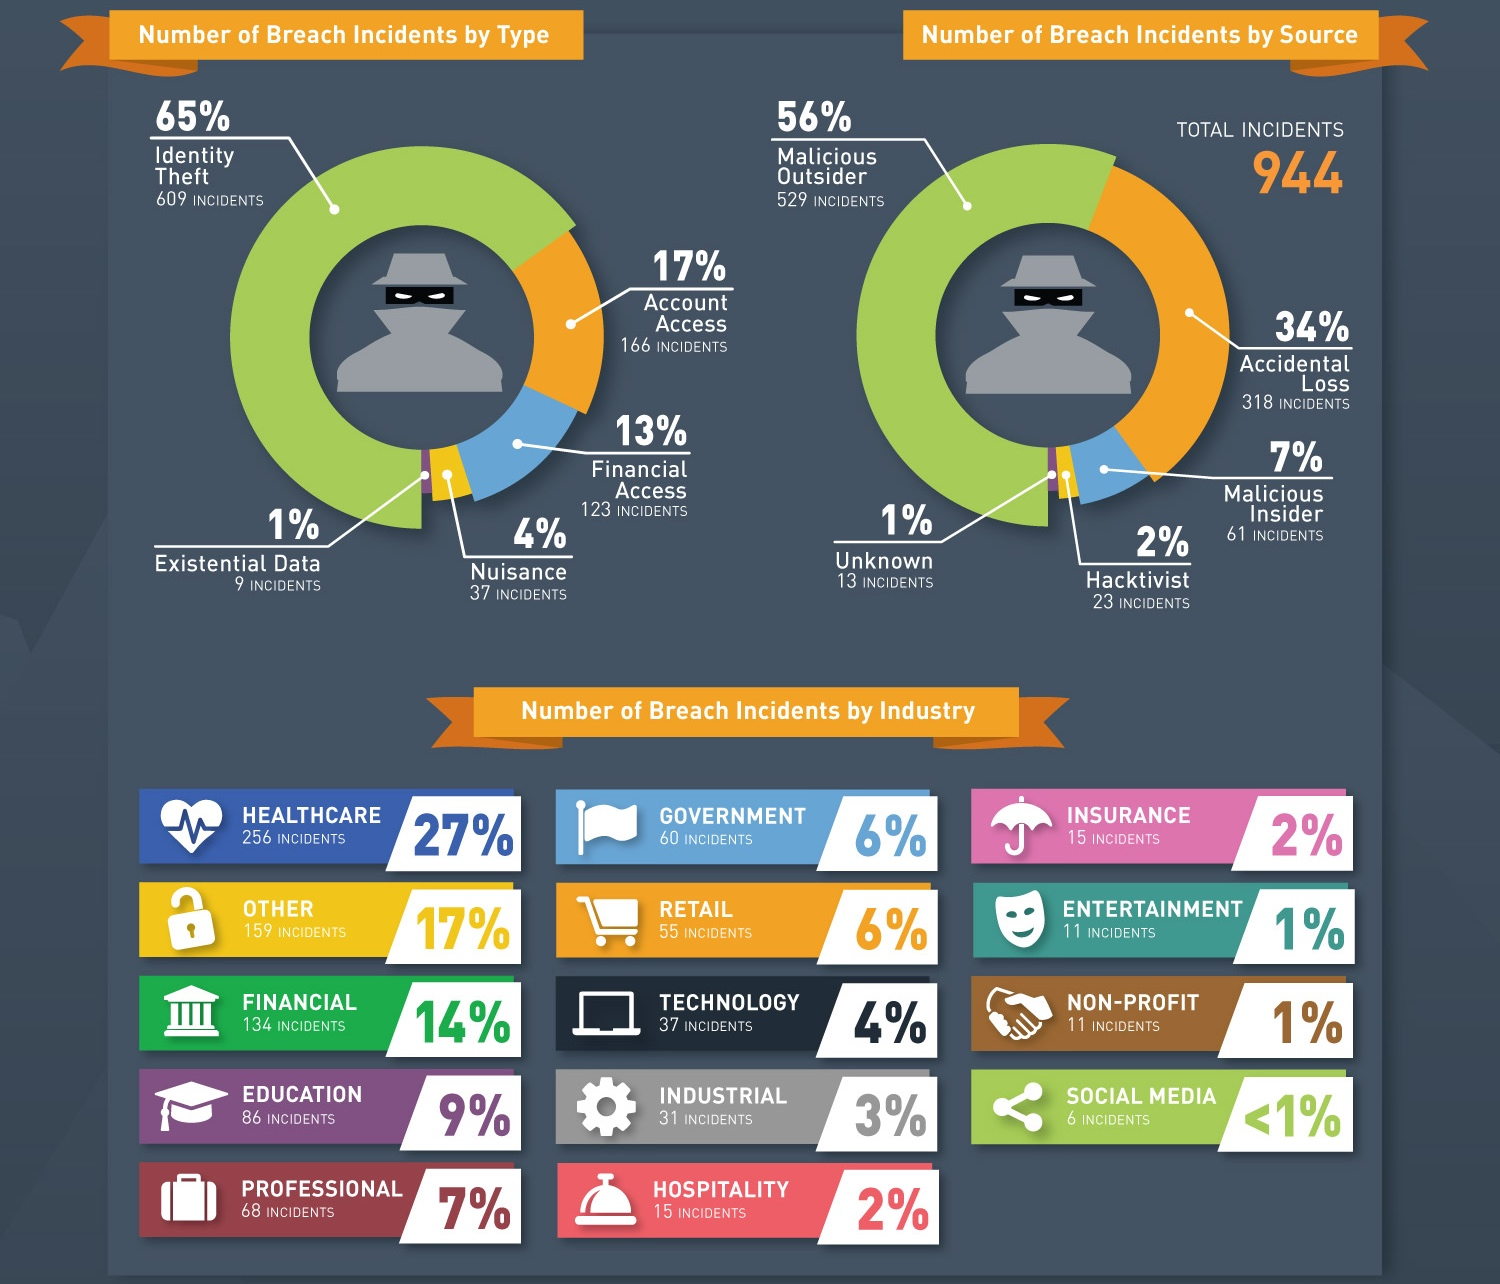 Number of Breach Incidents by Type
65%
Identity
Theft
609 INCIDENTS
17%
Account
Access
166 INCIDENTS
13%
Financial
Access
123 INCIDENTS
4%
Nuisance
37 INCIDENTS
1%
Existential Data
9 INCIDENTS
Number of Breach Incidents by Source
TOTAL INCIDENTS
944
56%
Malicious
Outsider
529 INCIDENTS
34%
Accidental
Loss
318 INCIDENTS
7%
Malicious
Insider
61 INCIDENTS
2%
Hacktivist
23 INCIDENTS
1%
Unknown
13 INCIDENTS
Number of Breach Incidents by Industry
HEALTHCARE
256 INCIDENTS
27%
OTHER
159 INCIDENTS
17%
FINANCIAL
134 INCIDENTS
14%
EDUCATION
86 INCIDENTS
9%
PROFESSIONAL
68 INCIDENTS
7%
GOVERNMENT
60 INCIDENTS
6%
RETAIL
55 INCIDENTS
6%
TECHNOLOGY
37 INCIDENTS
4%
INDUSTRIAL
31 INCIDENTS
3%
HOSPITALITY
15 INCIDENTS
2%
INSURANCE
15 INCIDENTS
2%
ENTERTAINMENT
11 INCIDENTS
1%
NON-PROFIT
11 INCIDENTS
1%
SOCIAL MEDIA
6 INCIDENTS
<1%